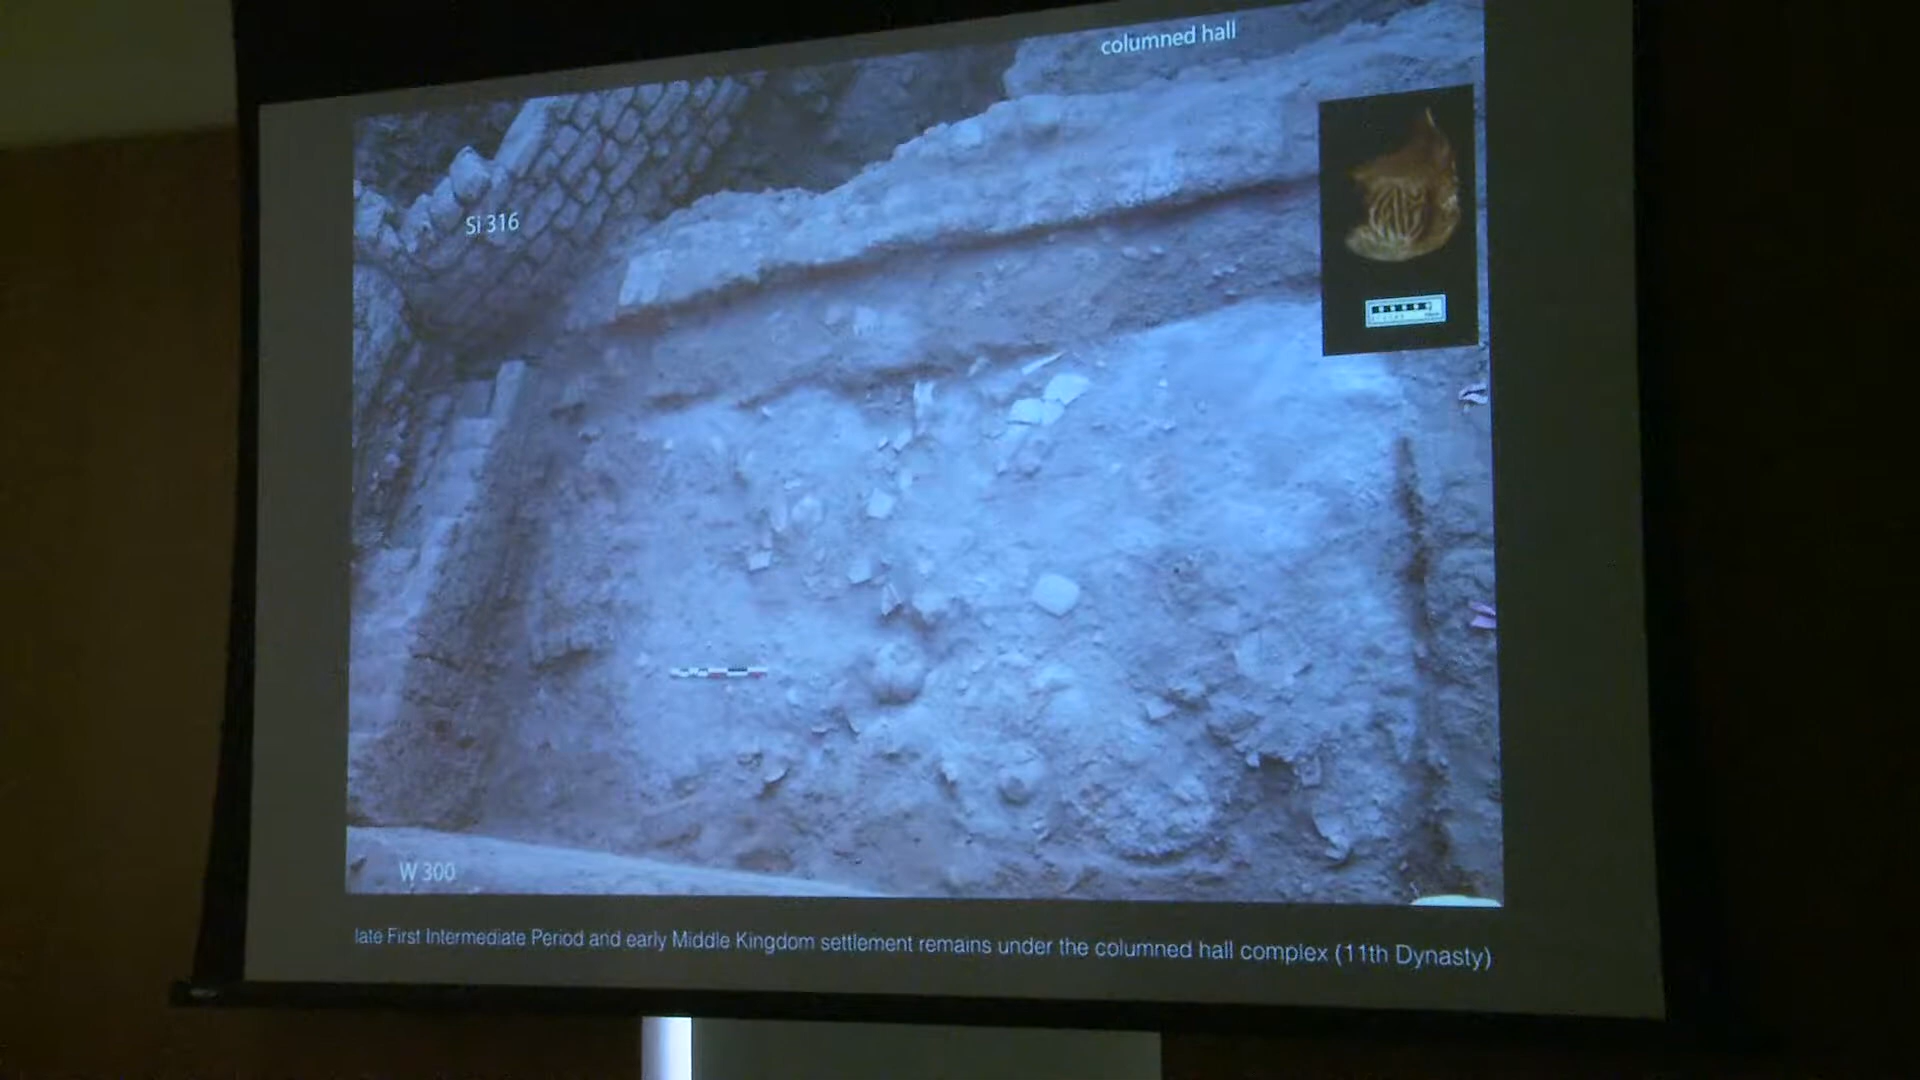 columned hall
Si 316
W 300
late First Intermediate Period and early Middle Kingdom settlement remains under the columned hall complex (11th Dynasty)